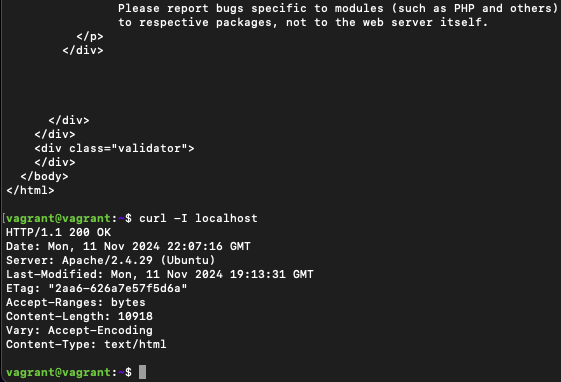 Please report bugs specific to modules (such as PHP and others)
to respective packages, not to the web server itself.
</p>
</div>
</div>
</div>
<div class="validator">
</div>
</body>
</html>
[vagrant@vagrant:~$ curl -I localhost
HTTP/1.1 200 OK
Date: Mon, 11 Nov 2024 22:07:16 GMT
Server: Apache/2.4.29 (Ubuntu)
Last-Modified: Mon, 11 Nov 2024 19:13:31 GMT
ETag: "2aa6-626a7e57f5d6a"
Accept-Ranges: bytes
Content-Length: 10918
Vary: Accept-Encoding
Content-Type: text/html
vagrant@vagrant:~$